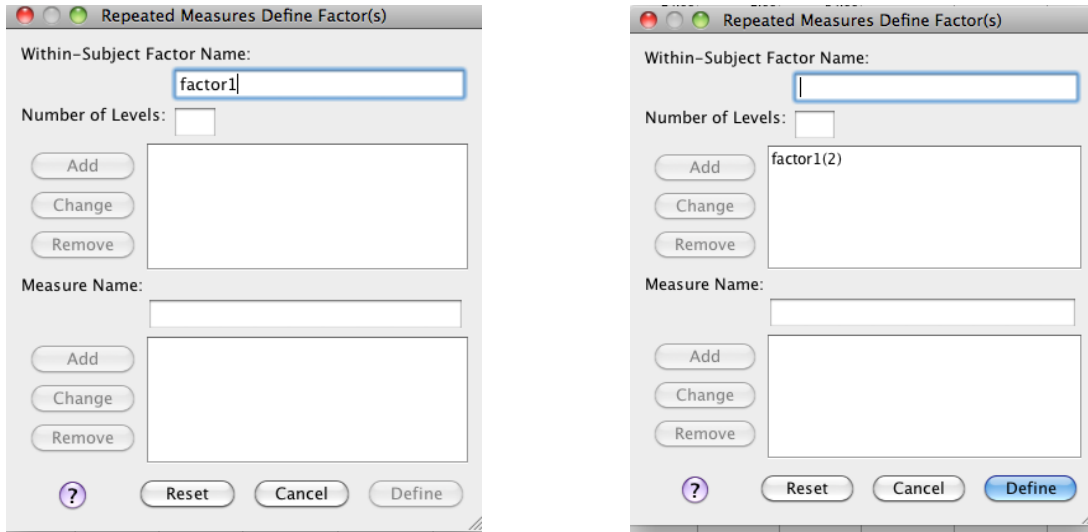 Repeated Measures Define Factor(s)
Within-Subject Factor Name:
factor1
Number of Levels:
Add
Change
Remove
Measure Name:
Add
Change
Remove
?
Reset
Cancel
Define
Repeated Measures Define Factor(s)
Within-Subject Factor Name:
Number of Levels:
Add
factor1(2)
Change
Remove
Measure Name:
Add
Change
Remove
?
Reset
Cancel
Define